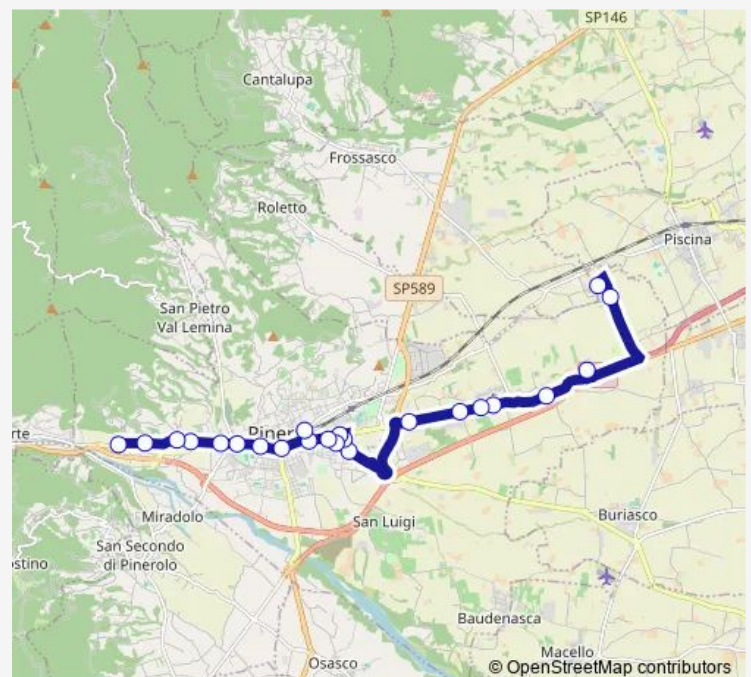 SP146
Cantalupa
Frossasco
Roletto
Piscina
SP589
San Pietro
Val Lemina
Piner
rte
Miradolo
San Luigi
Buriasco
San Secondo
di Pinerolo
ostino
Baudenasca
Macello
Osasco
© OpenStreetMap contributors